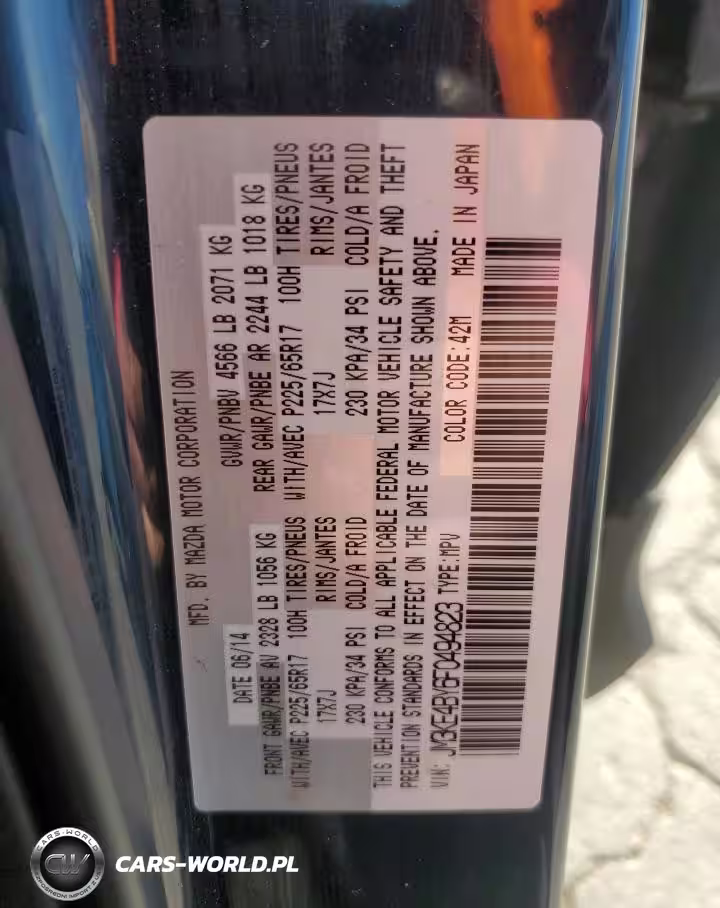 MFD. BY MAZDA MOTOR CORPORATION
DATE 06/14 GVWR/PNBV 4566 LB 2071 KG
FRONT GAWR/PNBE AV 2328 LB 1056 KG REAR GAWR/PNBE AR 2244 LB 1018 KG
WITH/AVEC P225/65R17 100H TIRES/PNEUS WITH/AVEC P225/65R17 100H TIRES/PNEUS
17X7J RIMS/JANTES 17X7J RIMS/JANTES
230 KPA/34 PSI COLD/A FROID 230 KPA/34 PSI COLD/A FROID
THIS VEHICLE CONFORMS TO ALL APPLICABLE FEDERAL MOTOR VEHICLE SAFETY AND THEFT
PREVENTION STANDARDS IN EFFECT ON THE DATE OF MANUFACTURE SHOWN ABOVE.
VIN: JM3KE4BY6F0494823 TYPE:MPV COLOR CODE:42M MADE IN JAPAN
CARS-WORLD
CW
CARS-WORLD.PL